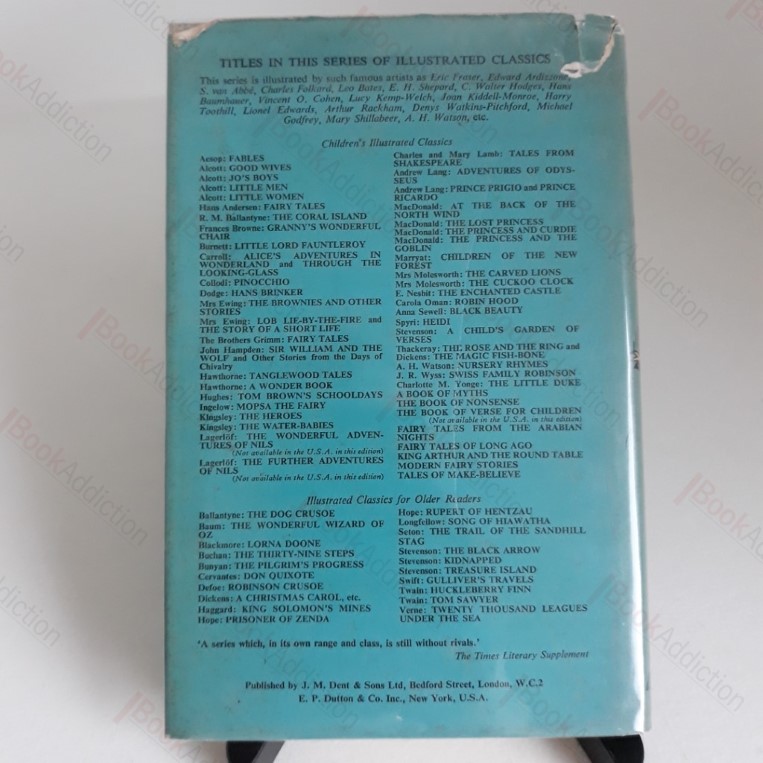 TITLES IN THIS SERIES OF ILLUSTRATED CLASSICS
This series is illustrated by such famous artists as Eric Fraser, Edward Ardizzone,
S. van Abbé, Charles Folkard, Leo Bates, E. H. Shepard, C. Walter Hodges, Hans
Baumhauer, Vincent O. Cohen, Lucy Kemp-Welch, Joan Kiddell-Monroe, Harry
Toothill, Lionel Edwards, Arthur Rackham, Denys Watkins-Pitchford, Michael
Godfrey, Mary Shillabeer, A. H. Watson, etc.
Children's Illustrated Classics
Aesop: FABLES
Alcott: GOOD WIVES
Alcott: JO'S BOYS
Alcott: LITTLE MEN
Alcott: LITTLE WOMEN
Hans Andersen: FAIRY TALES
R. M. Ballantyne: THE CORAL ISLAND
Frances Browne: GRANNY'S WONDERFUL
CHAIR
Burnett: LITTLE LORD FAUNTLEROY
Carroll: ALICE'S ADVENTURES IN
WONDERLAND and THROUGH THE
LOOKING-GLASS
Collodi: PINOCCHIO
Dodge: HANS BRINKER
Mrs Ewing: THE BROWNIES AND OTHER
STORIES
Mrs Ewing: LOB LIE-BY-THE-FIRE and
THE STORY OF A SHORT LIFE
The Brothers Grimm: FAIRY TALES
John Hampden: SIR WILLIAM AND THE
WOLF and Other Stories from the Days of
Chivalry
Hawthorne: TANGLEWOOD TALES
Hawthorne: A WONDER BOOK
Hughes: TOM BROWN'S SCHOOLDAYS
Ingelow: MOPSA THE FAIRY
Kingsley: THE HEROES
Kingsley: THE WATER-BABIES
Lagerlöf: THE WONDERFUL ADVEN-
TURES OF NILS
(Not available in the U.S.A. in this edition)
Lagerlöf: THE FURTHER ADVENTURES
OF NILS
(Not available in the U.S.A. in this edition)
Charles and Mary Lamb: TALES FROM
SHAKESPEARE
Andrew Lang: ADVENTURES OF ODYS-
SEUS
Andrew Lang: PRINCE PRIGIO and PRINCE
RICARDO
MacDonald: AT THE BACK OF THE
NORTH WIND
MacDonald: THE LOST PRINCESS
MacDonald: THE PRINCESS AND CURDIE
MacDonald: THE PRINCESS AND THE
GOBLIN
Marryat: CHILDREN OF THE NEW
FOREST
Mrs Molesworth: THE CARVED LIONS
Mrs Molesworth: THE CUCKOO CLOCK
E. Nesbit: THE ENCHANTED CASTLE
Carola Oman: ROBIN HOOD
Anna Sewell: BLACK BEAUTY
Spyri: HEIDI
Stevenson: A CHILD'S GARDEN OF
VERSES
Thackeray: THE ROSE AND THE RING and
Dickens: THE MAGIC FISH-BONE
A. H. Watson: NURSERY RHYMES
J. R. Wyss: SWISS FAMILY ROBINSON
Charlotte M. Yonge: THE LITTLE DUKE
A BOOK OF MYTHS
THE BOOK OF NONSENSE
THE BOOK OF VERSE FOR CHILDREN
(Not available in the U.S.A. in this edition)
FAIRY TALES FROM THE ARABIAN
NIGHTS
FAIRY TALES OF LONG AGO
KING ARTHUR AND THE ROUND TABLE
MODERN FAIRY STORIES
TALES OF MAKE-BELIEVE
Illustrated Classics for Older Readers
Ballantyne: THE DOG CRUSOE
Baum: THE WONDERFUL WIZARD OF
OZ
Blackmore: LORNA DOONE
Buchan: THE THIRTY-NINE STEPS
Bunyan: THE PILGRIM'S PROGRESS
Cervantes: DON QUIXOTE
Defoe: ROBINSON CRUSOE
Dickens: A CHRISTMAS CAROL, etc.
Haggard: KING SOLOMON'S MINES
Hope: PRISONER OF ZENDA
Hope: RUPERT OF HENTZAU
Longfellow: SONG OF HIAWATHA
Seton: THE TRAIL OF THE SANDHILL
STAG
Stevenson: THE BLACK ARROW
Stevenson: KIDNAPPED
Stevenson: TREASURE ISLAND
Swift: GULLIVER'S TRAVELS
Twain: HUCKLEBERRY FINN
Twain: TOM SAWYER
Verne: TWENTY THOUSAND LEAGUES
UNDER THE SEA
'A series which, in its own range and class, is still without rivals.'
The Times Literary Supplement
Published by J. M. Dent & Sons Ltd, Bedford Street, London, W.C.2
E. P. Dutton & Co. Inc., New York, U.S.A.
BookAddiction